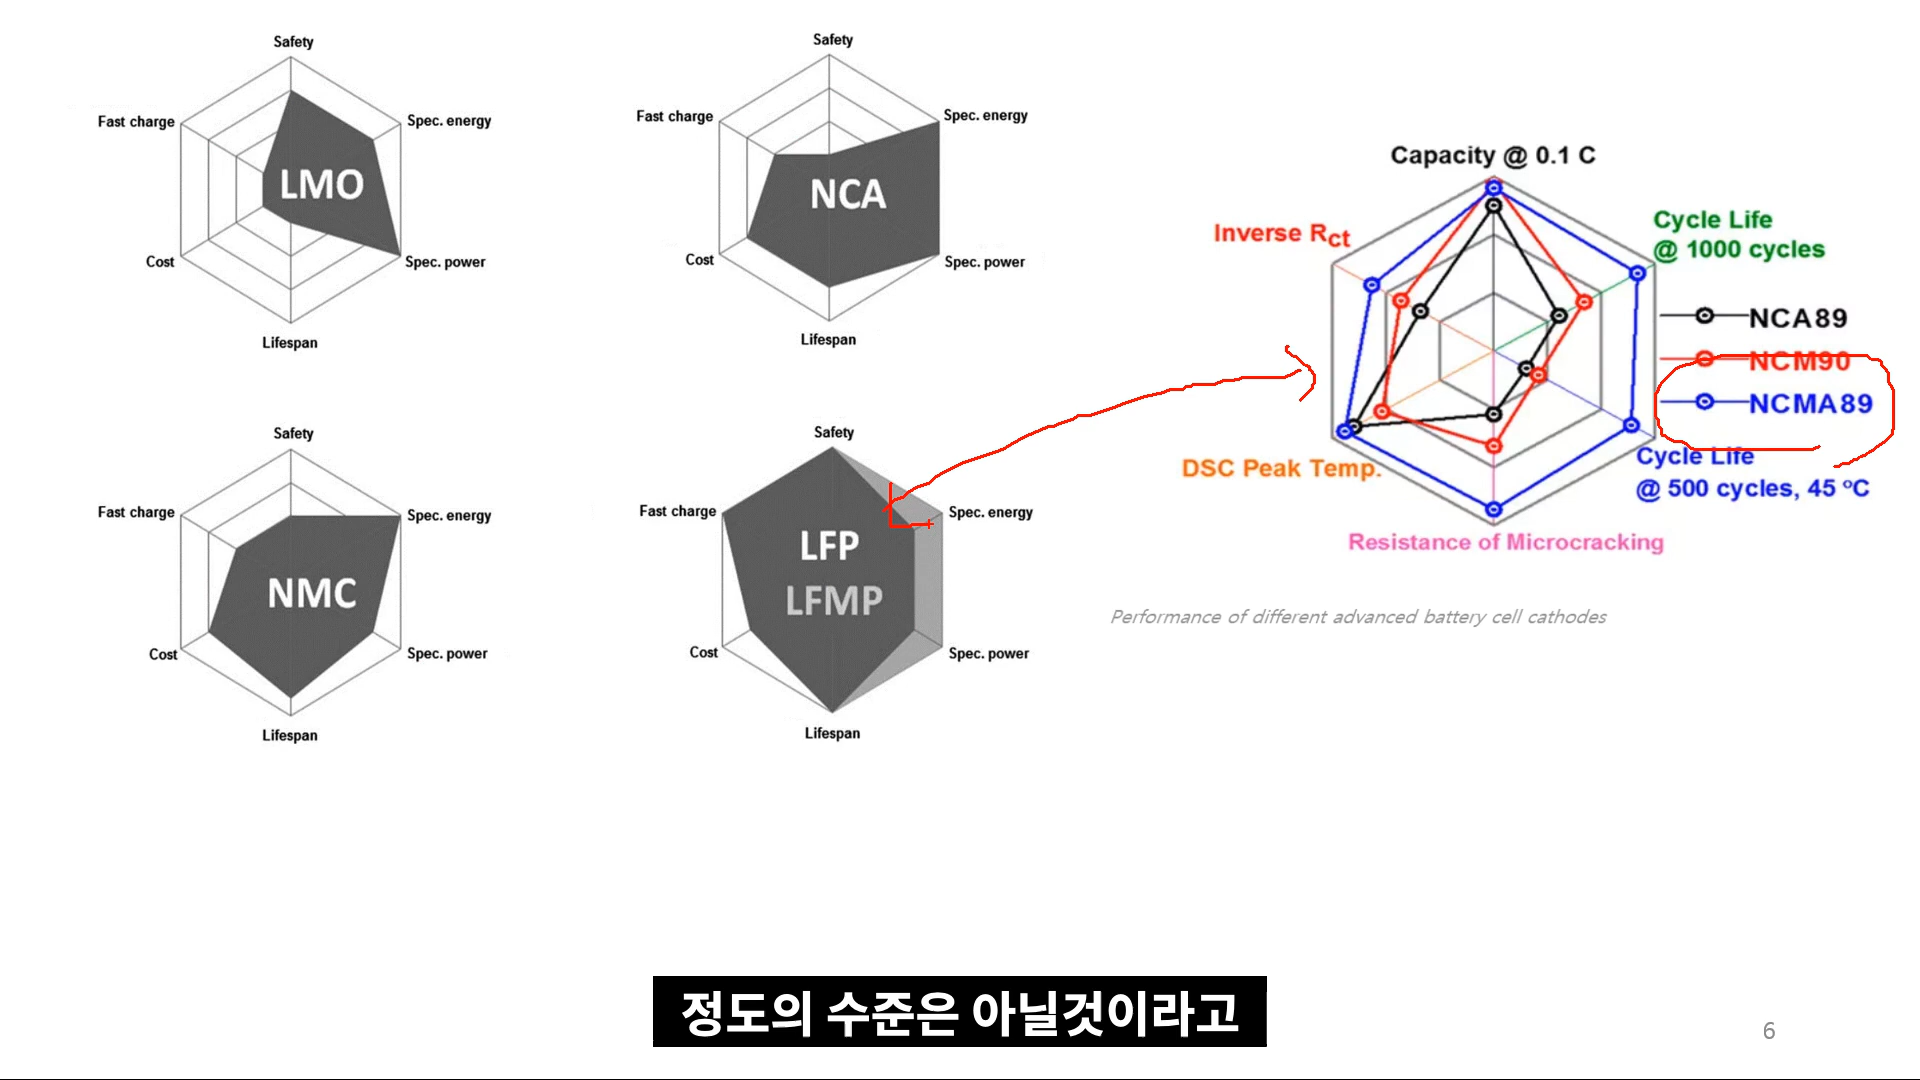 Safety
Fast charge
Spec. energy
LMO
Cost
Spec. power
Lifespan
Safety
Fast charge
Spec. energy
NCA
Cost
Spec. power
Lifespan
Capacity @ 0.1 C
Inverse Rct
Cycle Life
@ 1000 cycles
NCA89
NCM90
NCMA89
DSC Peak Temp.
Cycle Life
@ 500 cycles, 45 °C
Resistance of Microcracking
Performance of different advanced battery cell cathodes
Safety
Fast charge
Spec. energy
NMC
Cost
Spec. power
Lifespan
Safety
Fast charge
Spec. energy
LFP
LFMP
Cost
Spec. power
Lifespan
정도의 수준은 아닐것이라고
6